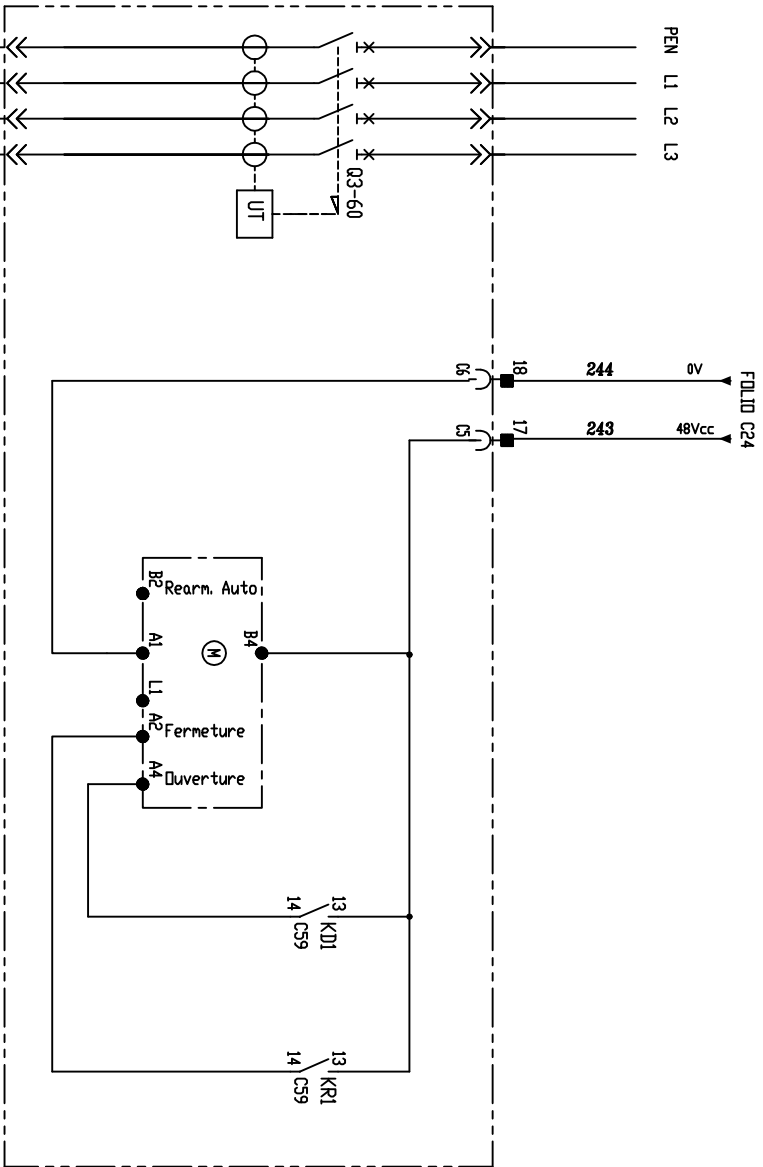 PEN
L1
L2
L3
Q3-60
UT
FOLIO C24
0V
244
18
C6
48Vcc
243
17
C5
B2
Rearm. Auto
A1
M
B4
L1
A2
Fermeture
A4
Ouverture
13
14
KD1
C59
13
14
KR1
C59